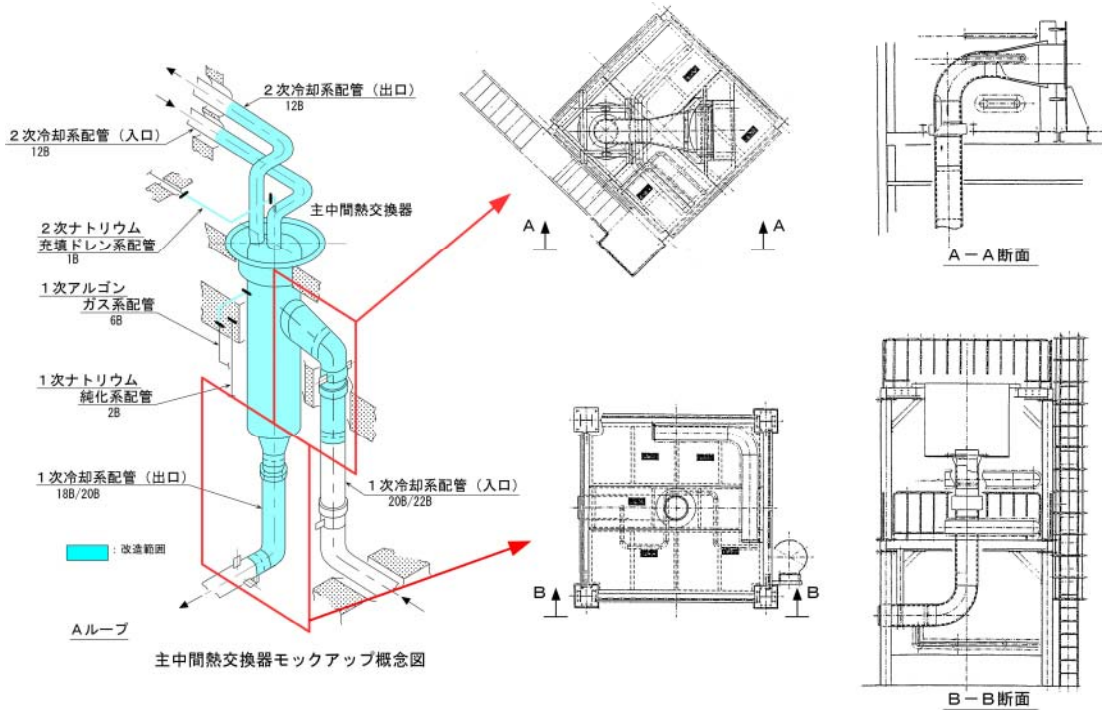 2次冷却系配管（出口）
12B
2次冷却系配管（入口）
12B
主中間熱交換器
2次ナトリウム
充填ドレン系配管
1B
1次アルゴン
ガス系配管
6B
1次ナトリウム
純化系配管
2B
1次冷却系配管（出口）
18B/20B
1次冷却系配管（入口）
20B/22B
：改造範囲
Aループ
主中間熱交換器モックアップ概念図
A
A
A－A断面
B
B
B－B断面